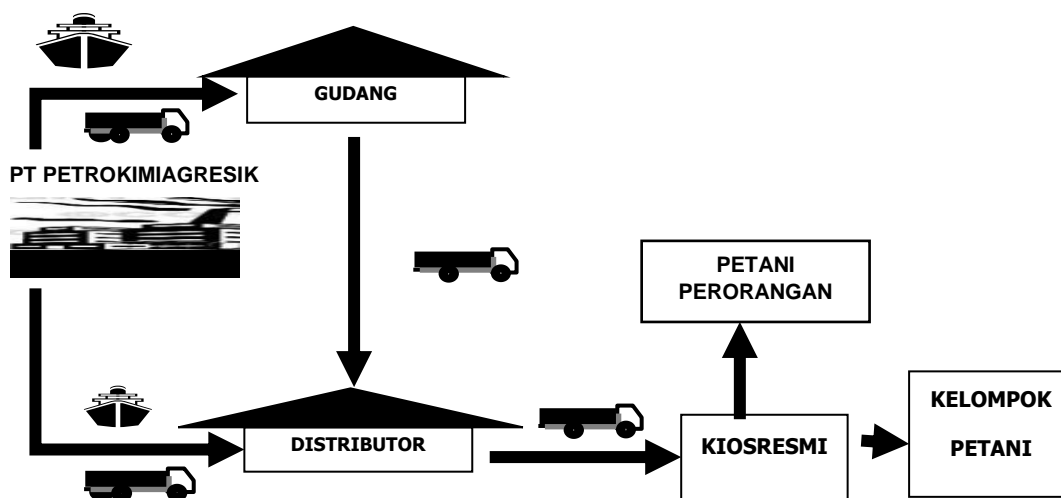 GUDANG
PT PETROKIMIAGRESIK
PETANI
PERORANGAN
DISTRIBUTOR
KIOSRESMI
KELOMPOK
PETANI